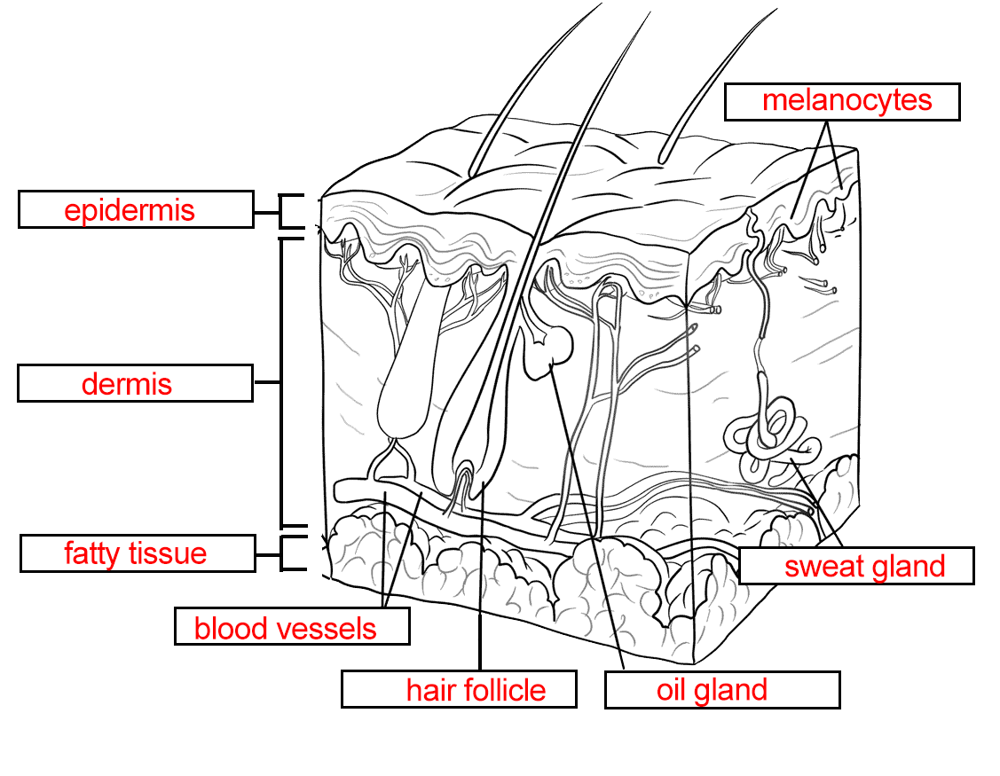 melanocytes
epidermis
dermis
fatty tissue
sweat gland
blood vessels
hair follicle
oil gland